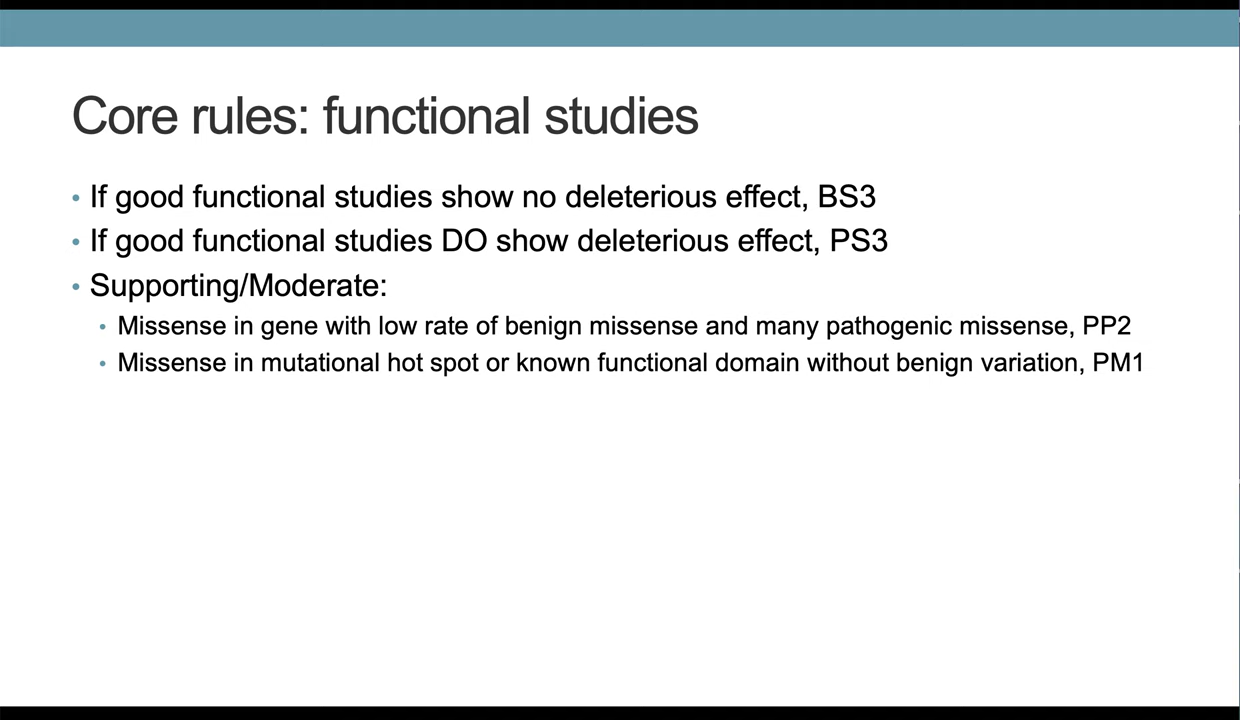 Core rules: functional studies
• If good functional studies show no deleterious effect, BS3
• If good functional studies DO show deleterious effect, PS3
• Supporting/Moderate:
• Missense in gene with low rate of benign missense and many pathogenic missense, PP2
• Missense in mutational hot spot or known functional domain without benign variation, PM1